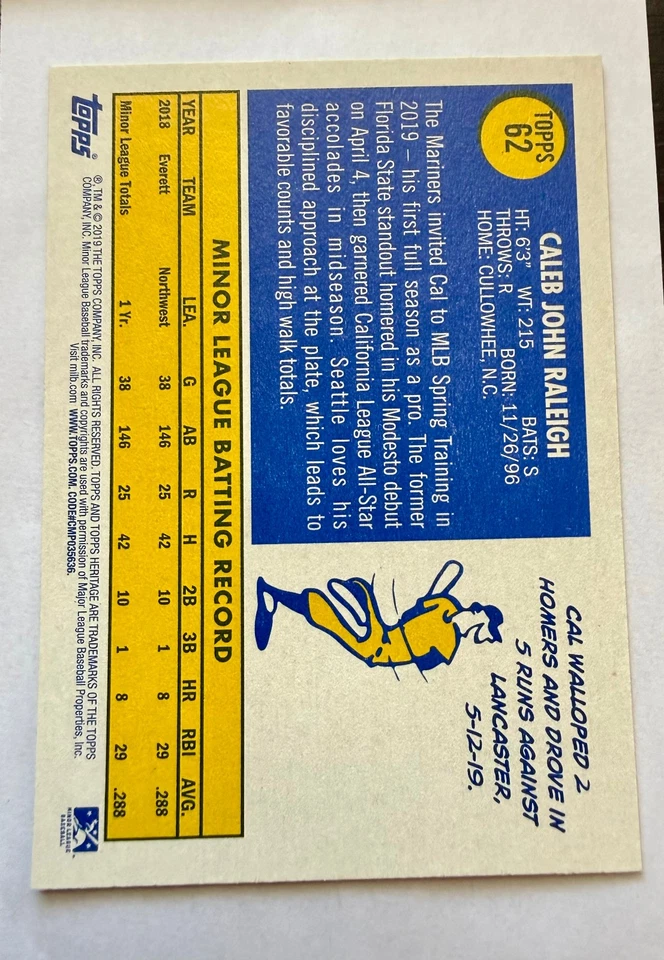 TOPPS
62
CALEB JOHN RALEIGH
HT: 6'3" WT: 215 BATS: S
THROWS: R BORN: 11/26/96
HOME: CULLOWHEE, N.C.
The Mariners invited Cal to MLB Spring Training in
2019 – his first full season as a pro. The former
Florida State standout homered in his Modesto debut
on April 4, then garnered California League All-Star
accolades in midseason. Seattle loves his
disciplined approach at the plate, which leads to
favorable counts and high walk totals.
CAL WALLOPED 2
HOMERS AND DROVE IN
5 RUNS AGAINST
LANCASTER,
5-12-19.
MINOR LEAGUE BATTING RECORD
YEAR TEAM LEA. G AB R H 2B 3B HR RBI AVG.
2018 Everett Northwest 38 146 25 42 10 1 8 29 .288
Minor League Totals 1 Yr. 38 146 25 42 10 1 8 29 .288
topps®
®, TM & © 2019 THE TOPPS COMPANY, INC. ALL RIGHTS RESERVED. TOPPS AND TOPPS HERITAGE ARE TRADEMARKS OF THE TOPPS
COMPANY, INC. Minor League Baseball trademarks and copyrights are used with permission of Major League Baseball Properties, Inc.
Visit milb.com WWW.TOPPS.COM. CODE#CMP035636.
MINOR LEAGUE
BASEBALL